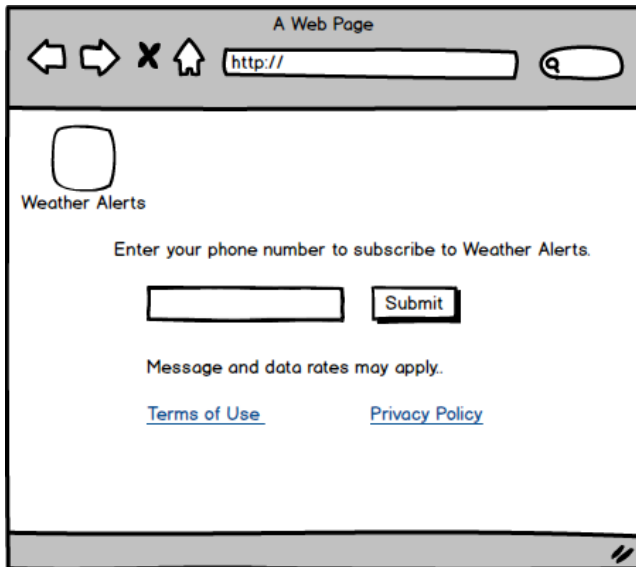 A Web Page
http://
Weather Alerts
Enter your phone number to subscribe to Weather Alerts.
Submit
Message and data rates may apply..
Terms of Use
Privacy Policy